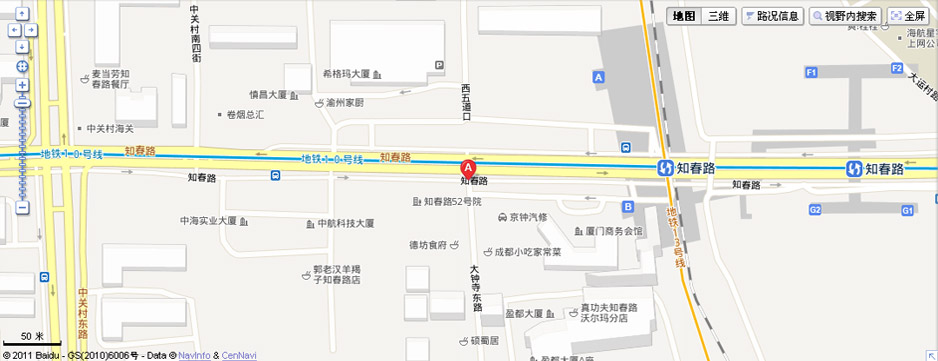 地图
三维
路况信息
视野内搜索
全屏
中关村南四街
麦当劳知
春路餐厅
中关村海关
希格玛大厦
慎昌大厦
渝州家厨
卷烟总汇
P
西五道口
A
F1
F2
海航星
上网公
大运村路
厦
地铁10号线
知春路
地铁10号线
知春路
A
知春路
知春路
知春路
知春路
知春路
知春路52号院
中海实业大厦
中航科技大厦
京钟汽修
厦门商务会馆
B
G2
G1
德坊食府
成都小吃家常菜
地铁13号线
郭老汉羊羯
子知春路店
大钟寺东路
中关村东路
盈都大厦
真功夫知春路
沃尔玛分店
硕蜀居
盈都大厦A座
50 米
© 2011 Baidu - GS(2010)6006号 - Data © NavInfo & CenNavi